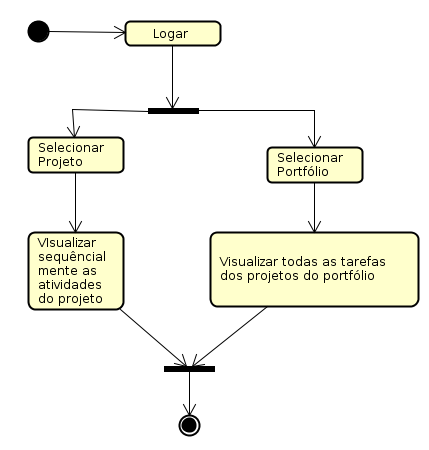 Logar
Selecionar
Projeto
Selecionar
Portfólio
VIsualizar
sequêncial
mente as
atividades
do projeto
Visualizar todas as tarefas
dos projetos do portfólio